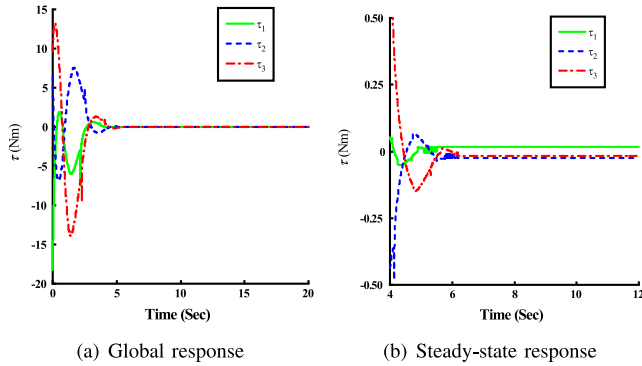 15
10
5
0
-5
-10
-15
-20
τ (Nm)
0
5
10
15
20
Time (Sec)
τ1
τ2
τ3
(a) Global response
0.50
0.25
0
-0.25
-0.50
τ (Nm)
4
6
8
10
12
Time (Sec)
τ1
τ2
τ3
(b) Steady-state response